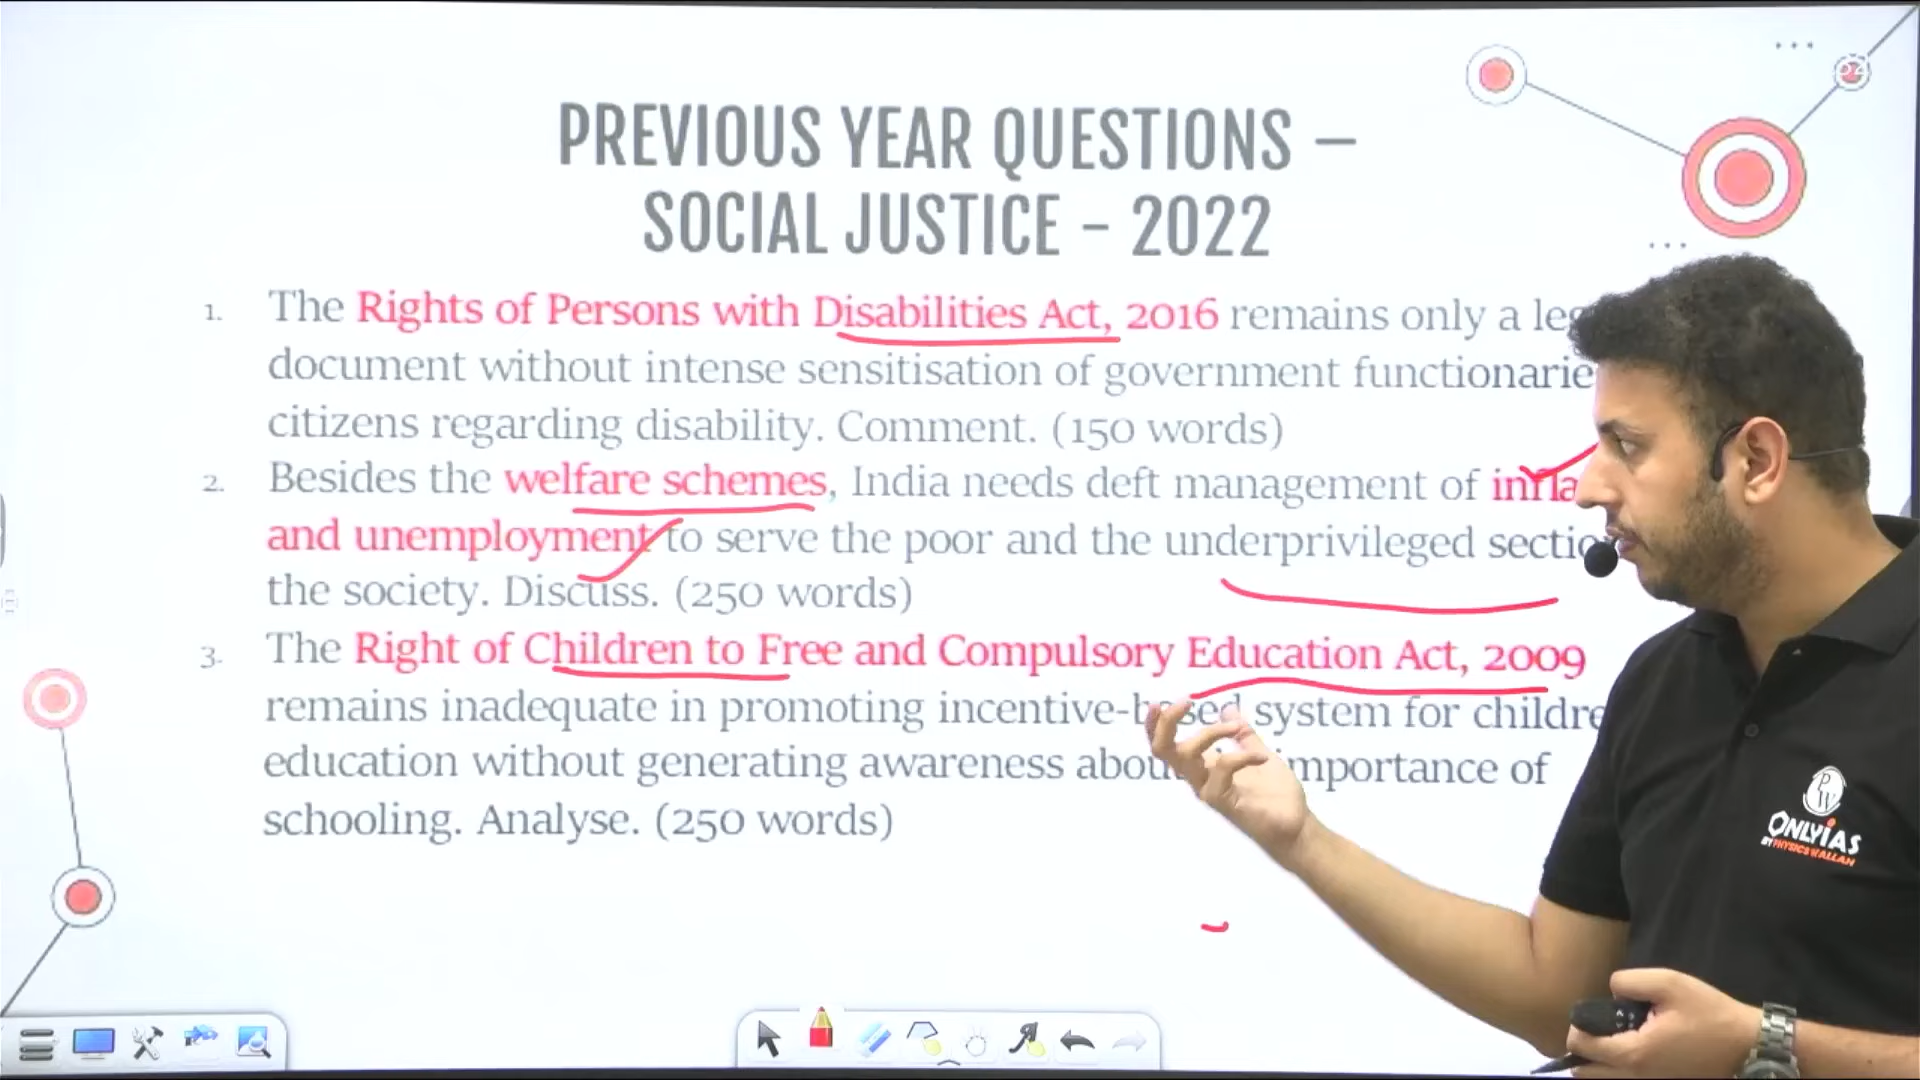 PREVIOUS YEAR QUESTIONS –
SOCIAL JUSTICE - 2022
1. The Rights of Persons with Disabilities Act, 2016 remains only a
document without intense sensitisation of government
citizens regarding disability. Comment. (150 words)
2. Besides the welfare schemes, India needs deft management of
and unemployment to serve the poor and the underprivileged
the society. Discuss. (250 words)
3. The Right of Children to Free and Compulsory Education Act, 2009
remains inadequate in promoting incentive-based system for
education without generating awareness importance of
schooling. Analyse. (250 words)
PW
ONLYIAS
BY PHYSICS WALLAH